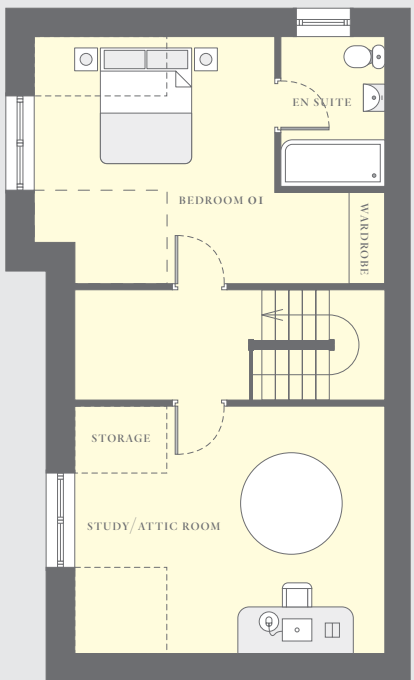 EN SUITE
BEDROOM 01
WARDROBE
STORAGE
STUDY/ATTIC ROOM